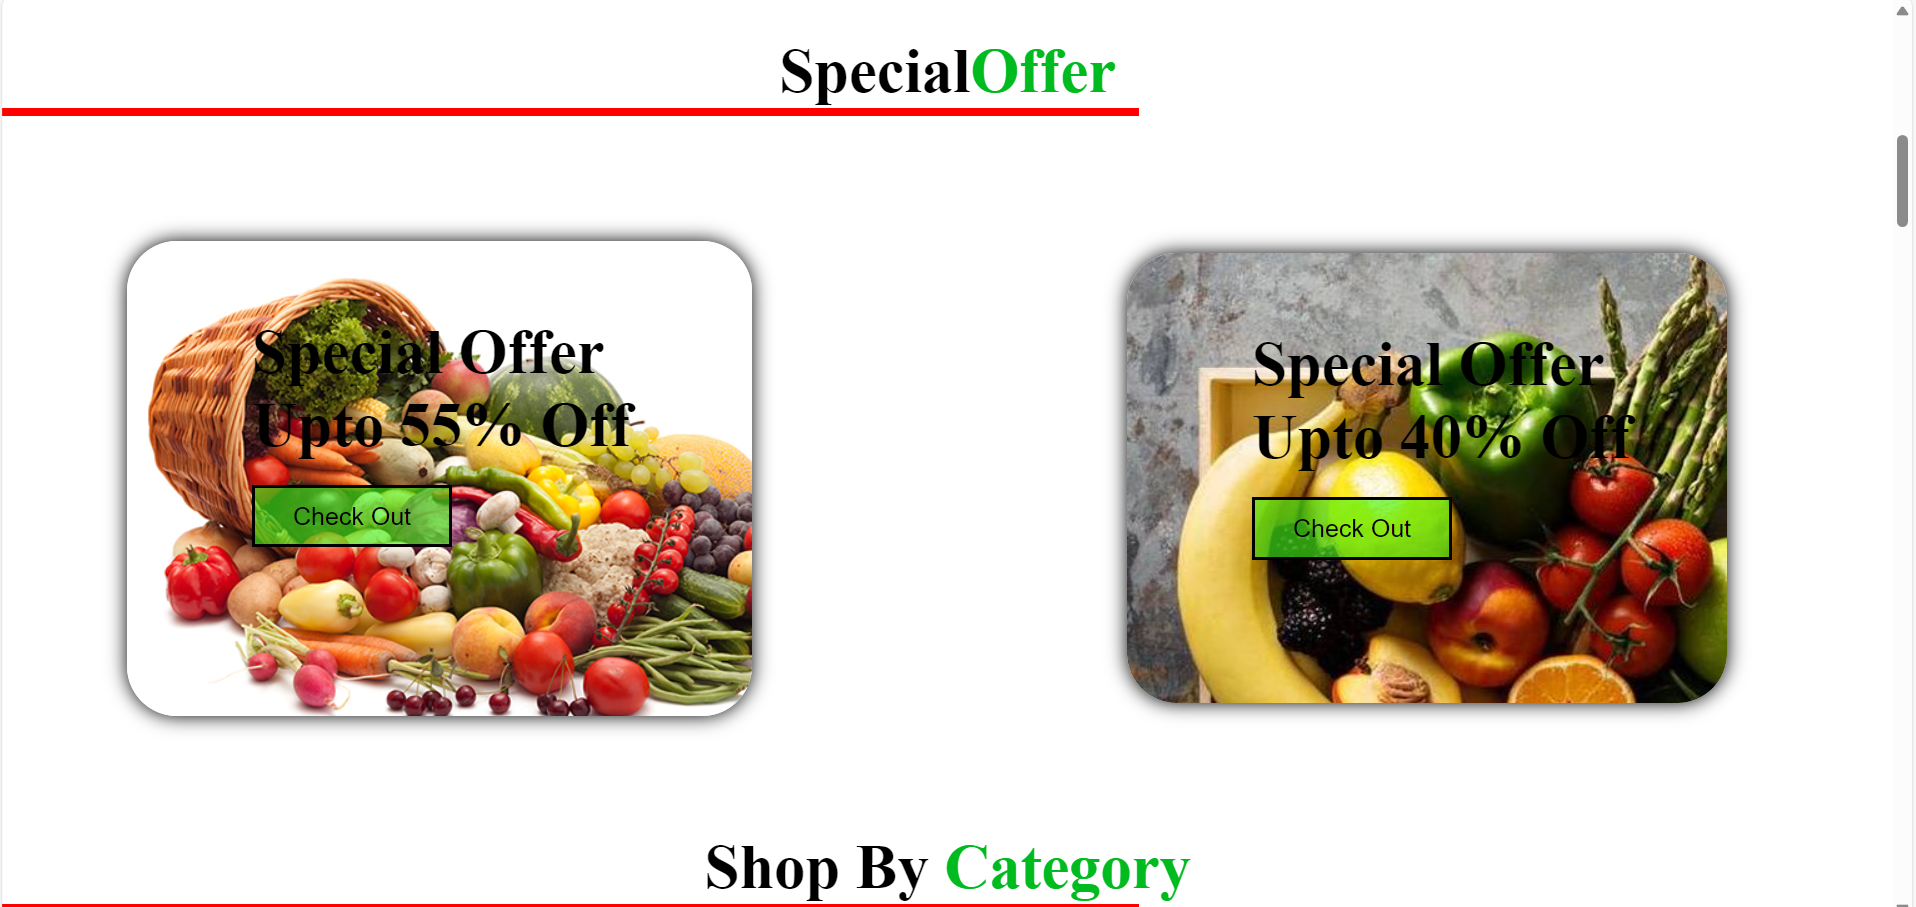 SpecialOffer
Special Offer
Upto 55% Off
Check Out
Special Offer
Upto 40% Off
Check Out
Shop By Category